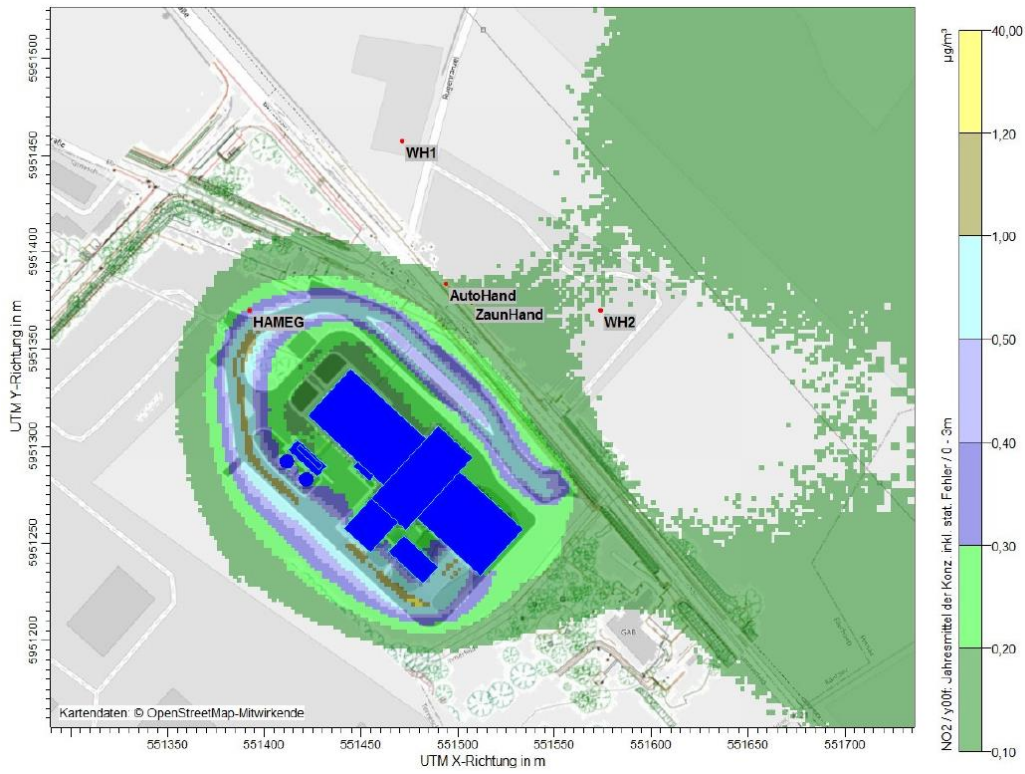 WH1
AutoHand
ZaunHand
HAMEG
WH2
GAB
Rugenranzel
Kartendaten: © OpenStreetMap-Mitwirkende
UTM Y-Richtung in m
5951500
5951450
5951400
5951350
5951300
5951250
5951200
551350
551400
551450
551500
551550
551600
551650
551700
UTM X-Richtung in m
µg/m³
40,00
1,20
1,00
0,50
0,40
0,30
0,20
0,10
NO2 / y00t: Jahresmittel der Konz. inkl. stat. Fehler / 0 - 3m